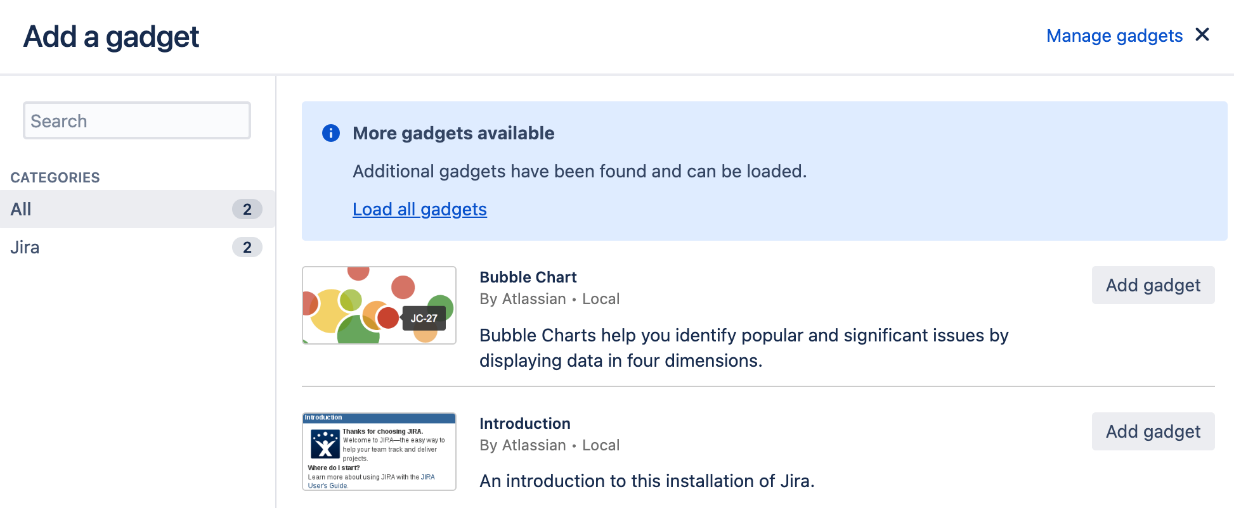 Add a gadget
Manage gadgets
Search
CATEGORIES
All 2
Jira 2
More gadgets available
Additional gadgets have been found and can be loaded.
Load all gadgets
JC-27
Bubble Chart
By Atlassian • Local
Bubble Charts help you identify popular and significant issues by
displaying data in four dimensions.
Add gadget
Introduction
Thanks for choosing JIRA.
Welcome to JIRA—the easy way to
help your team track and deliver
projects.
Where do I start?
Learn more about using JIRA with the JIRA
User's Guide.
Introduction
By Atlassian • Local
An introduction to this installation of Jira.
Add gadget